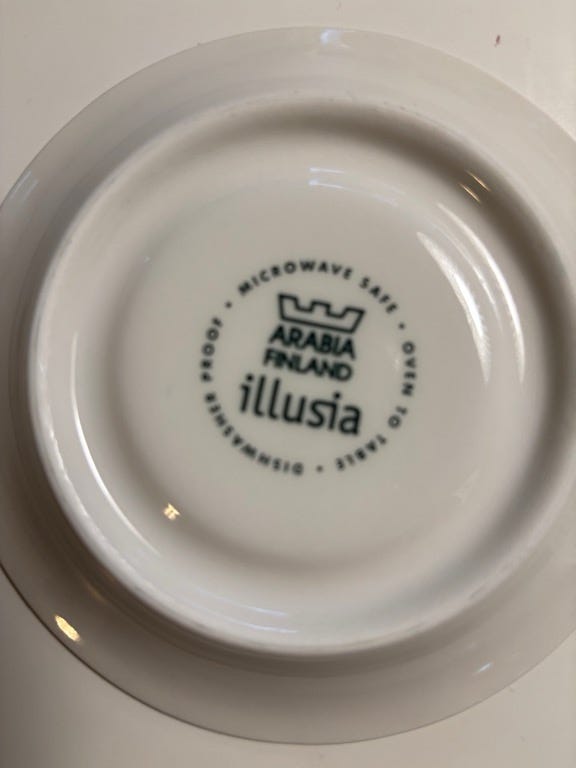 • MICROWAVE SAFE • OVEN TO TABLE • DISHWASHER PROOF
ARABIA
FINLAND
illusia